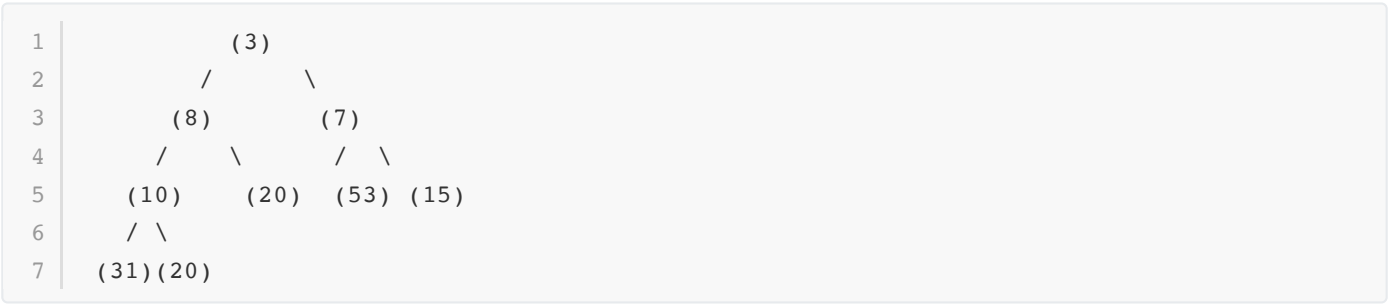 1 (3)
2 / \
3 (8) (7)
4 / \ / \
5 (10) (20) (53) (15)
6 / \
7 (31)(20)